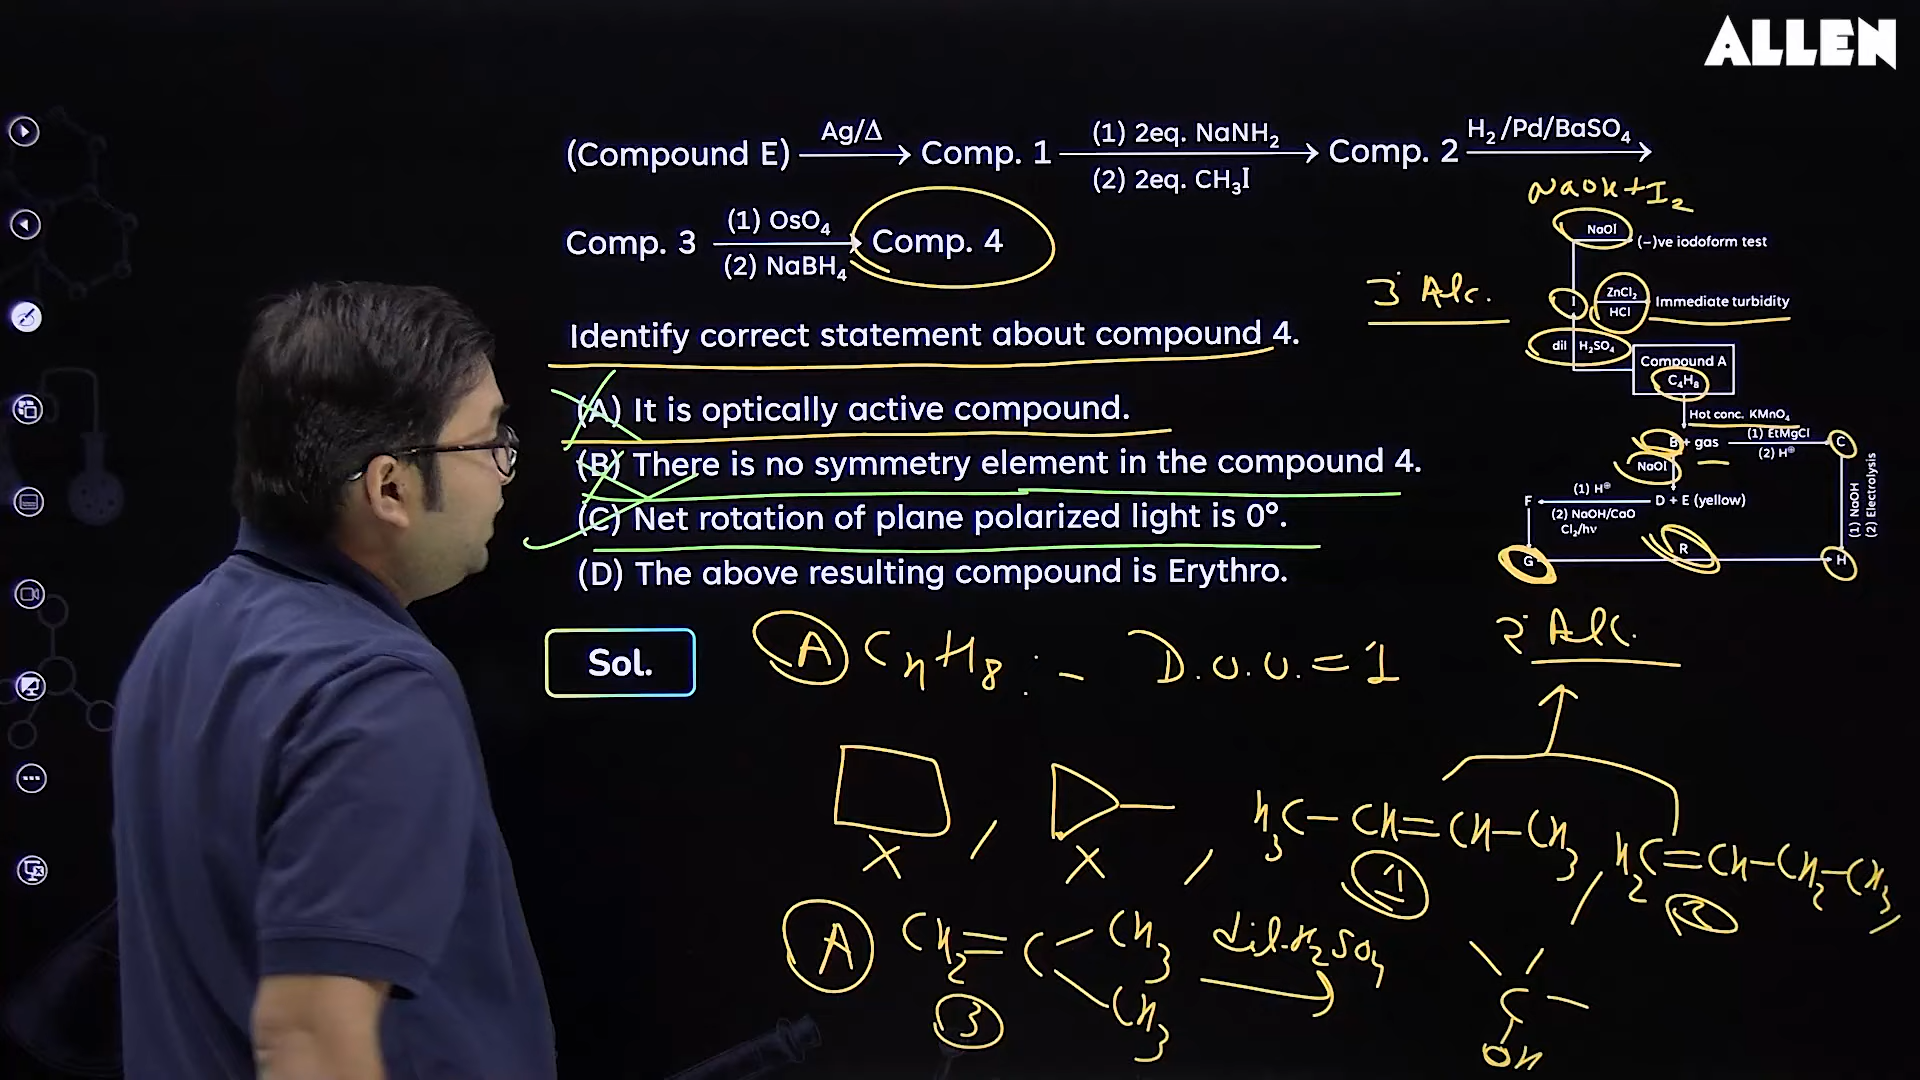 ALLEN
(Compound E) Ag/Δ Comp. 1 (1) 2eq. NaNH₂ (2) 2eq. CH₃I Comp. 2 H₂/Pd/BaSO₄
Comp. 3 (1) OsO₄ (2) NaBH₄ Comp. 4
NaOH + I₂
NaOI (-)ve iodoform test
3° Alc.
I ZnCl₂ HCl Immediate turbidity
dil H₂SO₄
Compound A
C₄H₈
Hot conc. KMnO₄
B + gas (1) EtMgCl (2) H⊕ C
NaOI
F (1) H⊕ (2) NaOH/CaO Cl₂/hν D + E (yellow)
(1) NaOH
(2) Electrolysis
G R H
Identify correct statement about compound 4.
(A) It is optically active compound.
(B) There is no symmetry element in the compound 4.
(C) Net rotation of plane polarized light is 0°.
(D) The above resulting compound is Erythro.
2° Alc.
Sol.
A C₄H₈ :- D.O.U. = 1
X , X , H₃C-CH=CH-CH₃ , H₂C=CH-CH₂-CH₃
1 2
A CH₂=C CH₃ CH₃ dil. H₂SO₄ C OH
3